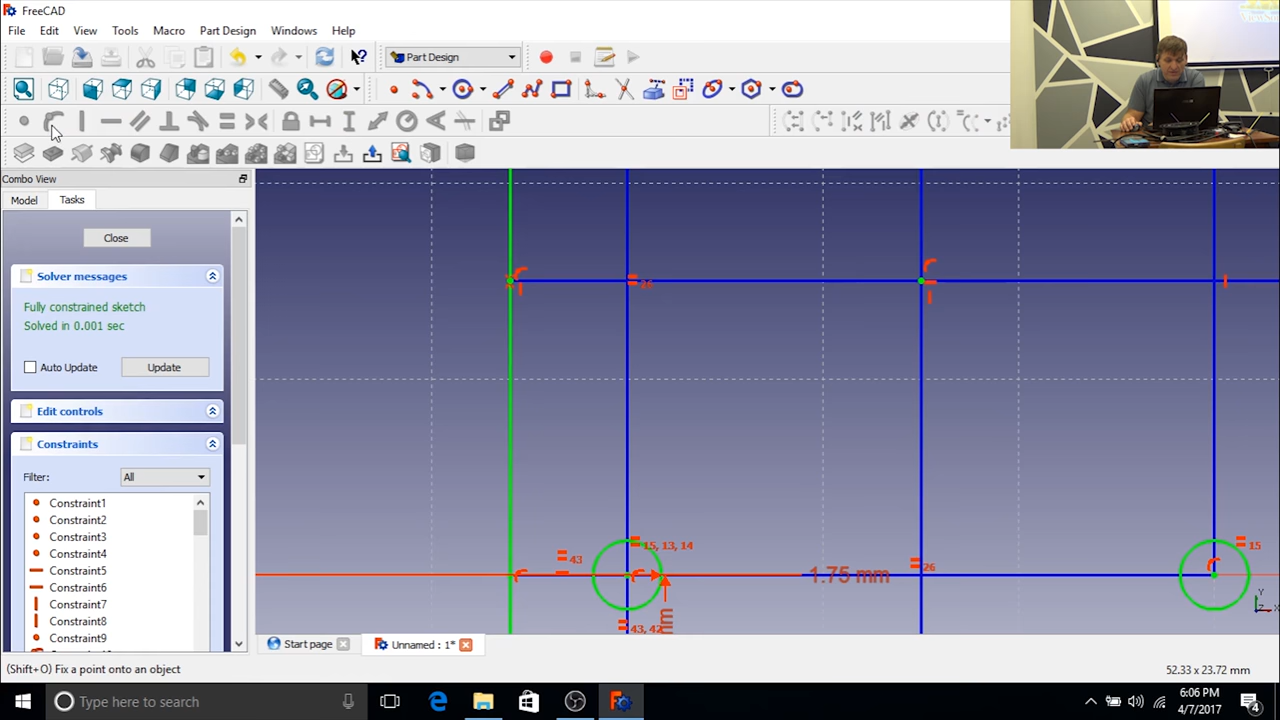 FreeCAD
File Edit View Tools Macro Part Design Windows Help
Part Design
Combo View
Model Tasks
Close
Solver messages
Fully constrained sketch
Solved in 0.001 sec
Auto Update Update
Edit controls
Constraints
Filter: All
Constraint1
Constraint2
Constraint3
Constraint4
Constraint5
Constraint6
Constraint7
Constraint8
Constraint9
26
43
15, 13, 14
1.75 mm
26
15
43, 42
mm
Y
Z X
Start page Unnamed : 1*
(Shift+O) Fix a point onto an object 52.33 x 23.72 mm
Type here to search
6:06 PM
4/7/2017
4